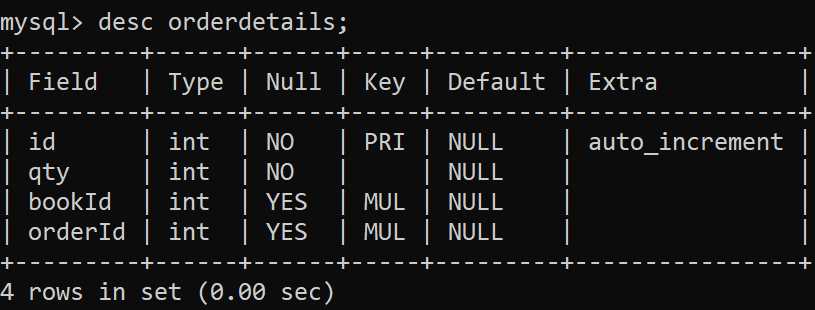 mysql> desc orderdetails;
+---------+------+------+-----+---------+----------------+
| Field   | Type | Null | Key | Default | Extra          |
+---------+------+------+-----+---------+----------------+
| id      | int  | NO   | PRI | NULL    | auto_increment |
| qty     | int  | NO   |     | NULL    |                |
| bookId  | int  | YES  | MUL | NULL    |                |
| orderId | int  | YES  | MUL | NULL    |                |
+---------+------+------+-----+---------+----------------+
4 rows in set (0.00 sec)